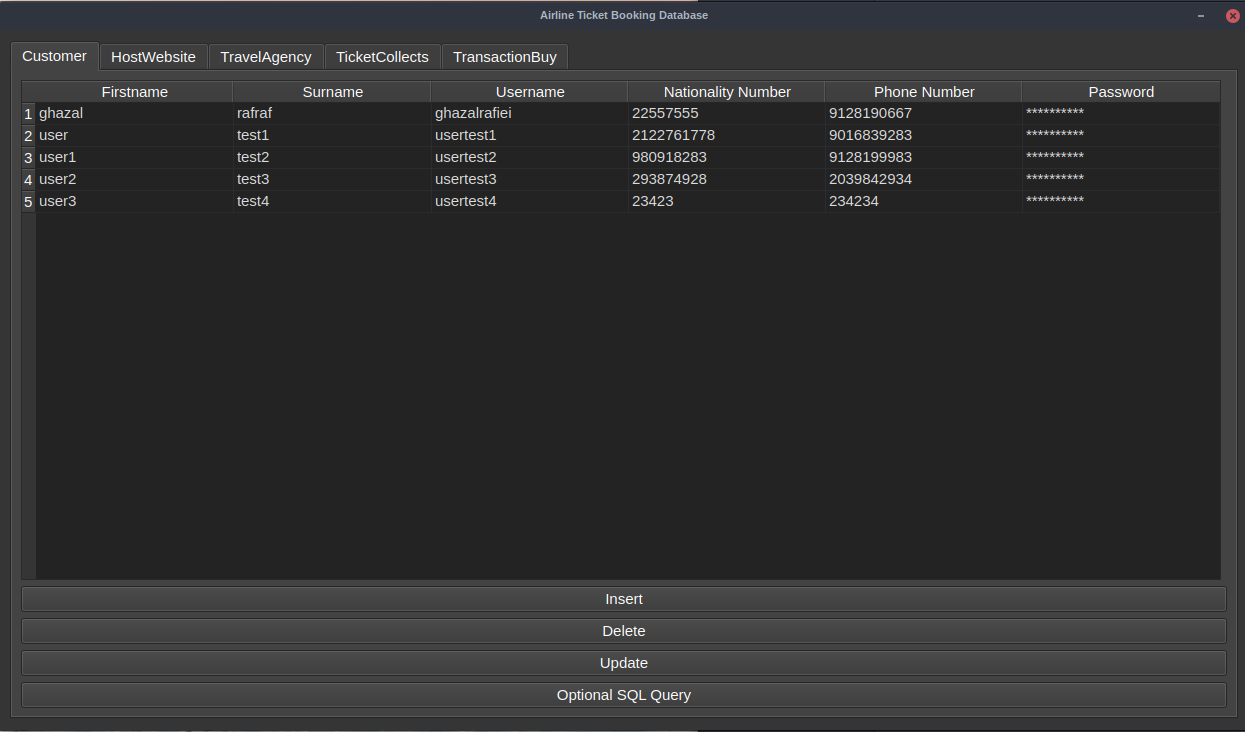 Airline Ticket Booking Database
Customer HostWebsite TravelAgency TicketCollects TransactionBuy
Firstname Surname Username Nationality Number Phone Number Password
1 ghazal rafraf ghazalrafiei 22557555 9128190667 **********
2 user test1 usertest1 2122761778 9016839283 **********
3 user1 test2 usertest2 980918283 9128199983 **********
4 user2 test3 usertest3 293874928 2039842934 **********
5 user3 test4 usertest4 23423 234234 **********
Insert
Delete
Update
Optional SQL Query